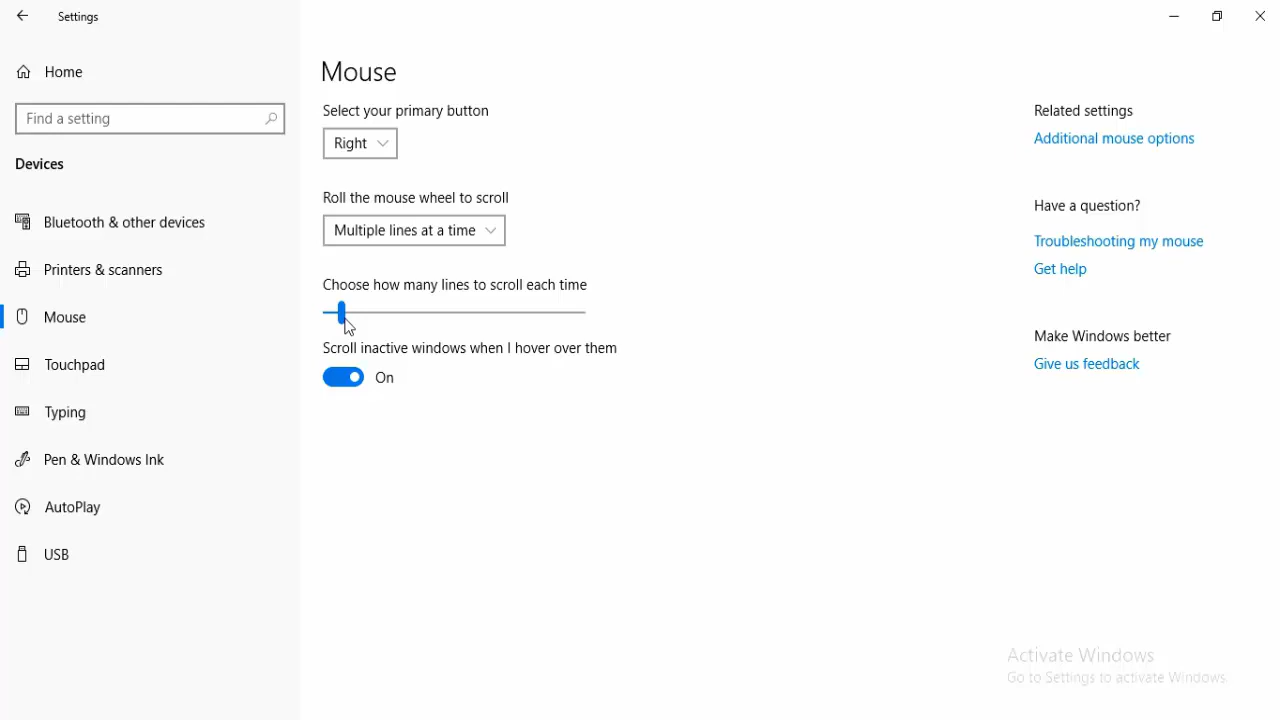 Settings
Home
Find a setting
Devices
Bluetooth & other devices
Printers & scanners
Mouse
Touchpad
Typing
Pen & Windows Ink
AutoPlay
USB
Mouse
Select your primary button
Right
Roll the mouse wheel to scroll
Multiple lines at a time
Choose how many lines to scroll each time
Scroll inactive windows when I hover over them
On
Related settings
Additional mouse options
Have a question?
Troubleshooting my mouse
Get help
Make Windows better
Give us feedback
Activate Windows
Go to Settings to activate Windows.